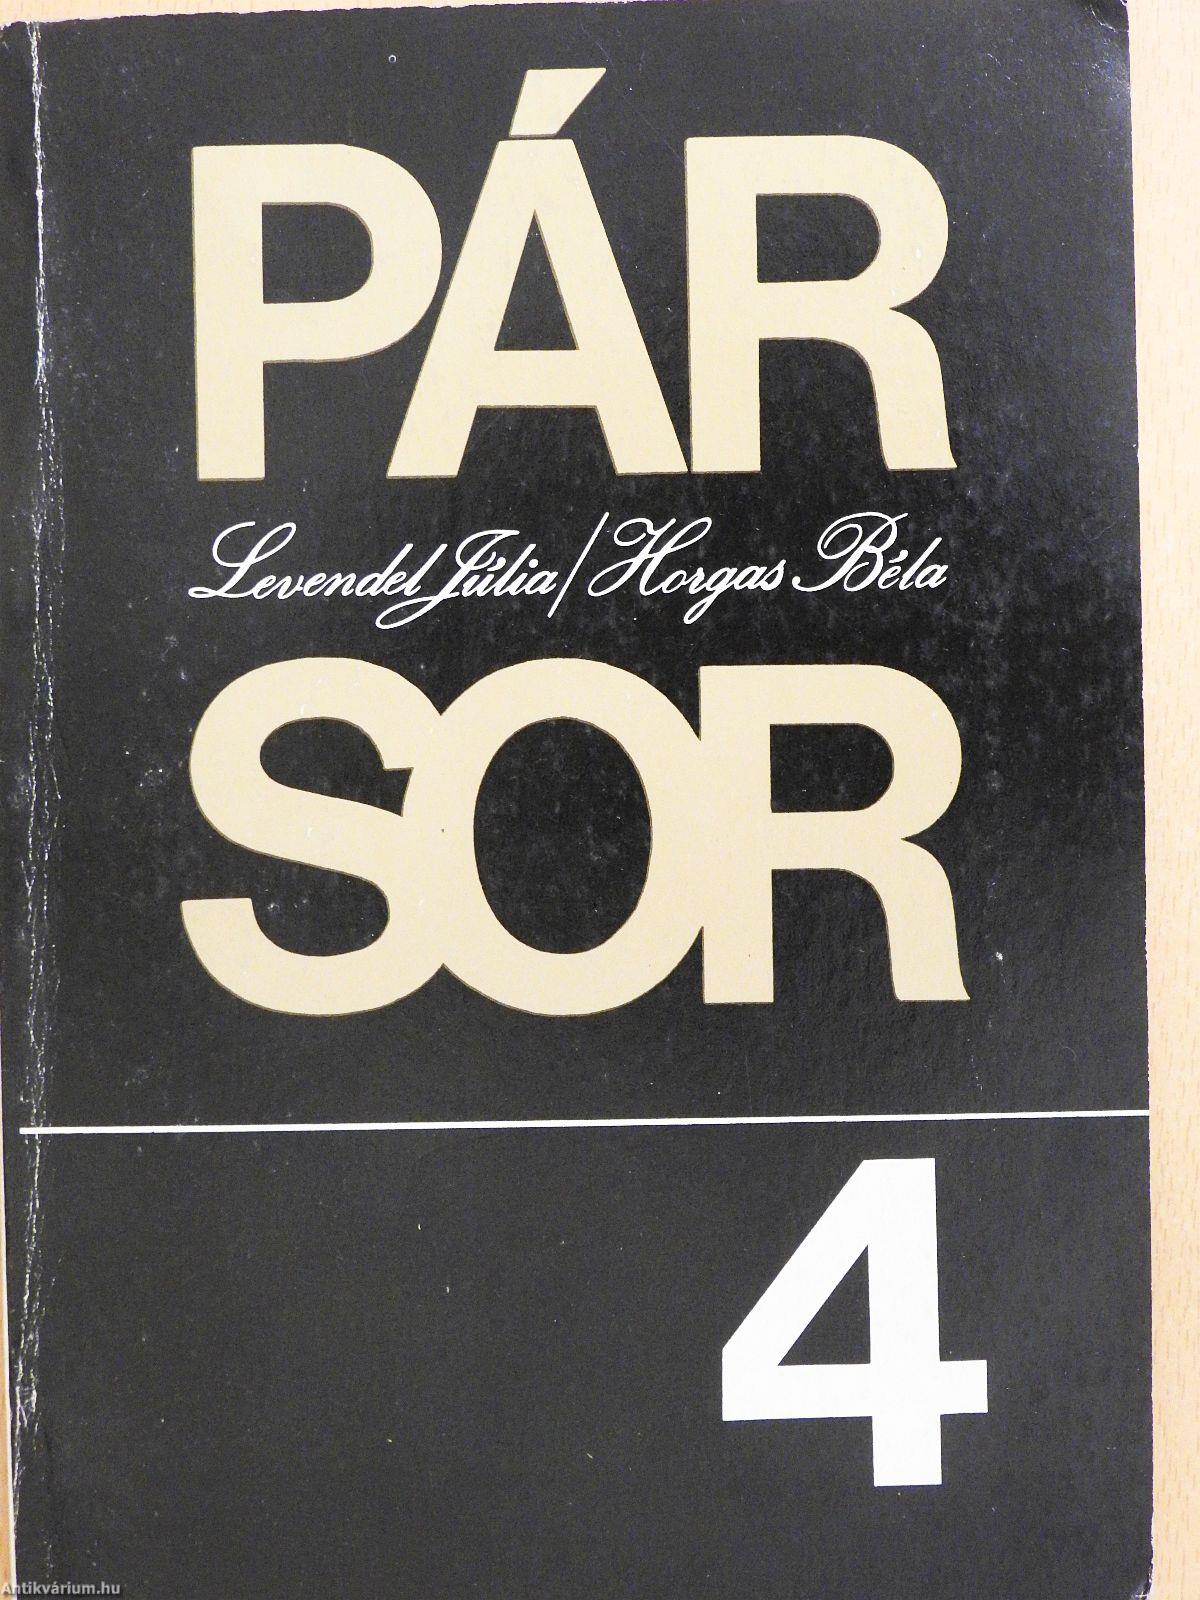 PÁR
Levendel Júlia/Horgas Béla
SOR
4
Antikvárium.hu